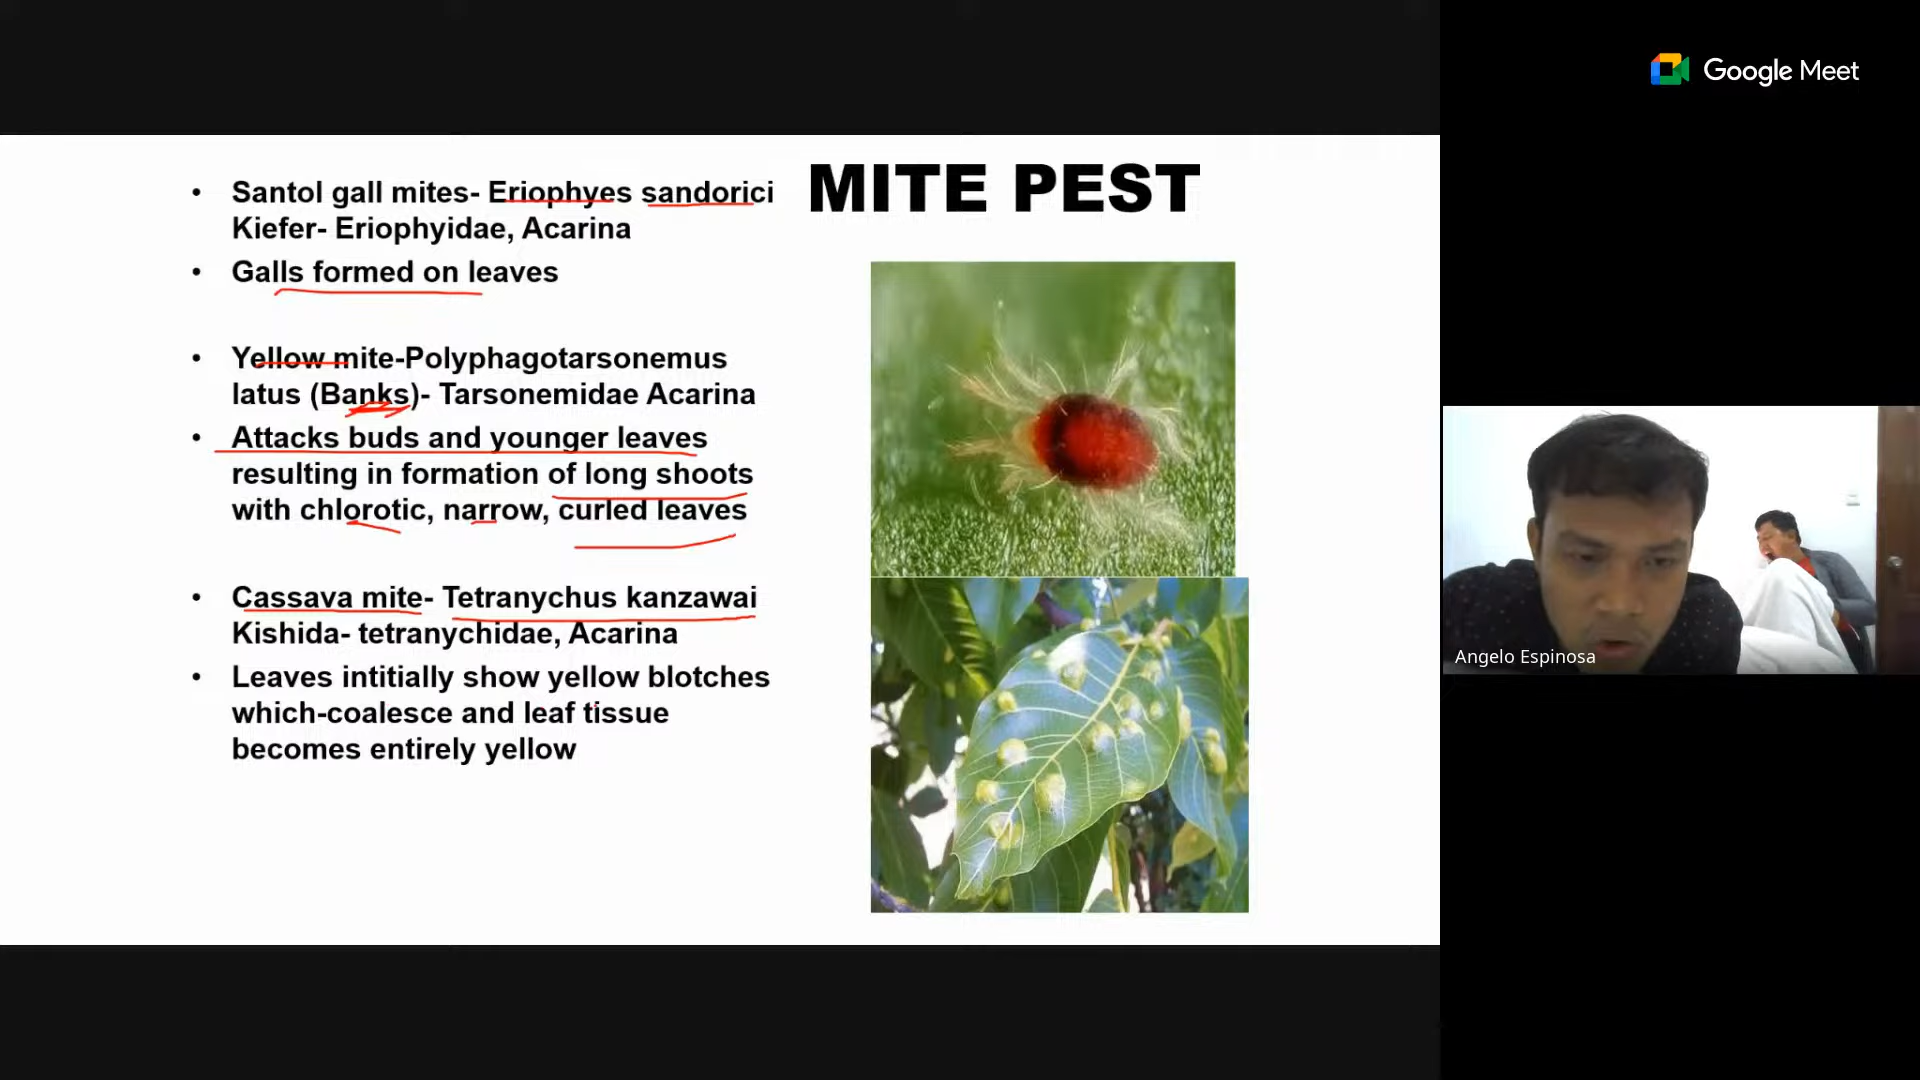 MITE PEST
• Santol gall mites- Eriophyes sandorici
Kiefer- Eriophyidae, Acarina
• Galls formed on leaves
• Yellow mite-Polyphagotarsonemus
latus (Banks)- Tarsonemidae Acarina
• Attacks buds and younger leaves
resulting in formation of long shoots
with chlorotic, narrow, curled leaves
• Cassava mite- Tetranychus kanzawai
Kishida- tetranychidae, Acarina
• Leaves intitially show yellow blotches
which-coalesce and leaf tissue
becomes entirely yellow
Google Meet
Angelo Espinosa